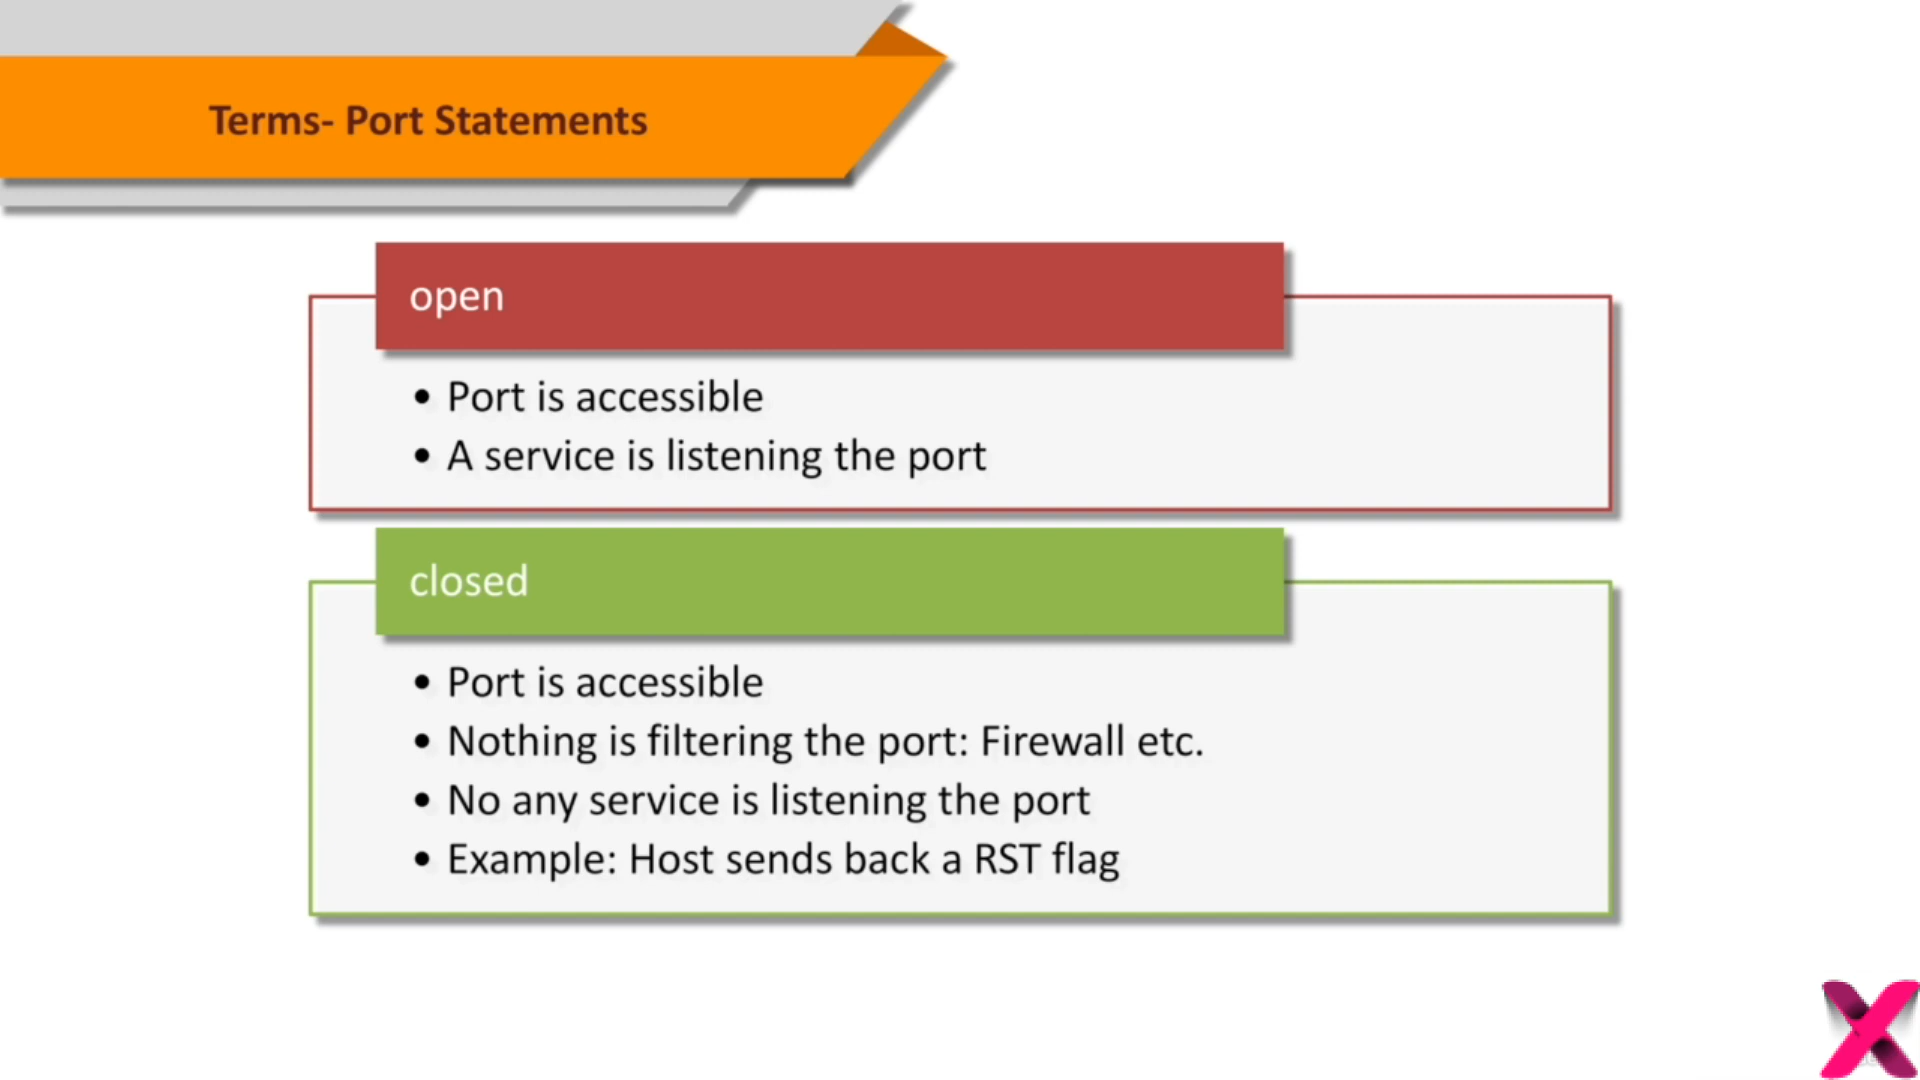 Terms- Port Statements
open
• Port is accessible
• A service is listening the port
closed
• Port is accessible
• Nothing is filtering the port: Firewall etc.
• No any service is listening the port
• Example: Host sends back a RST flag